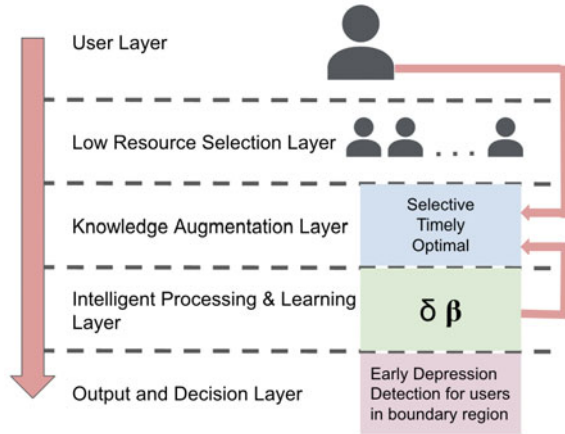 User Layer
Low Resource Selection Layer
. . .
Knowledge Augmentation Layer
Selective
Timely
Optimal
Intelligent Processing & Learning
Layer
δ β
Output and Decision Layer
Early Depression
Detection for users
in boundary region